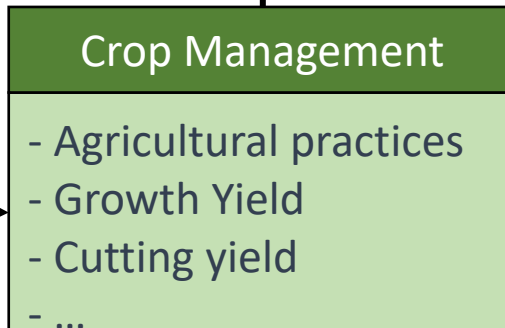 Crop Management
- Agricultural practices
- Growth Yield
- Cutting yield
- ...